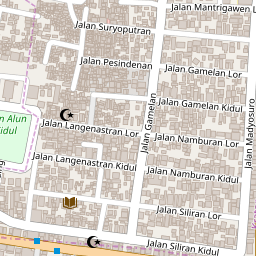 Jalan Mantrigawen L
Jalan Suryoputran
Jalan Pesindenan
Jalan Gamelan Lor
Jalan Gamelan Kidul
Jalan Madyosuro
n Alun
Kidul
Jalan Langenastran Lor
Jalan Gamelan
Jalan Namburan Lor
Jalan Langenastran Kidul
Jalan Namburan Kidul
Jalan Siliran Lor
Jalan Siliran Kidul